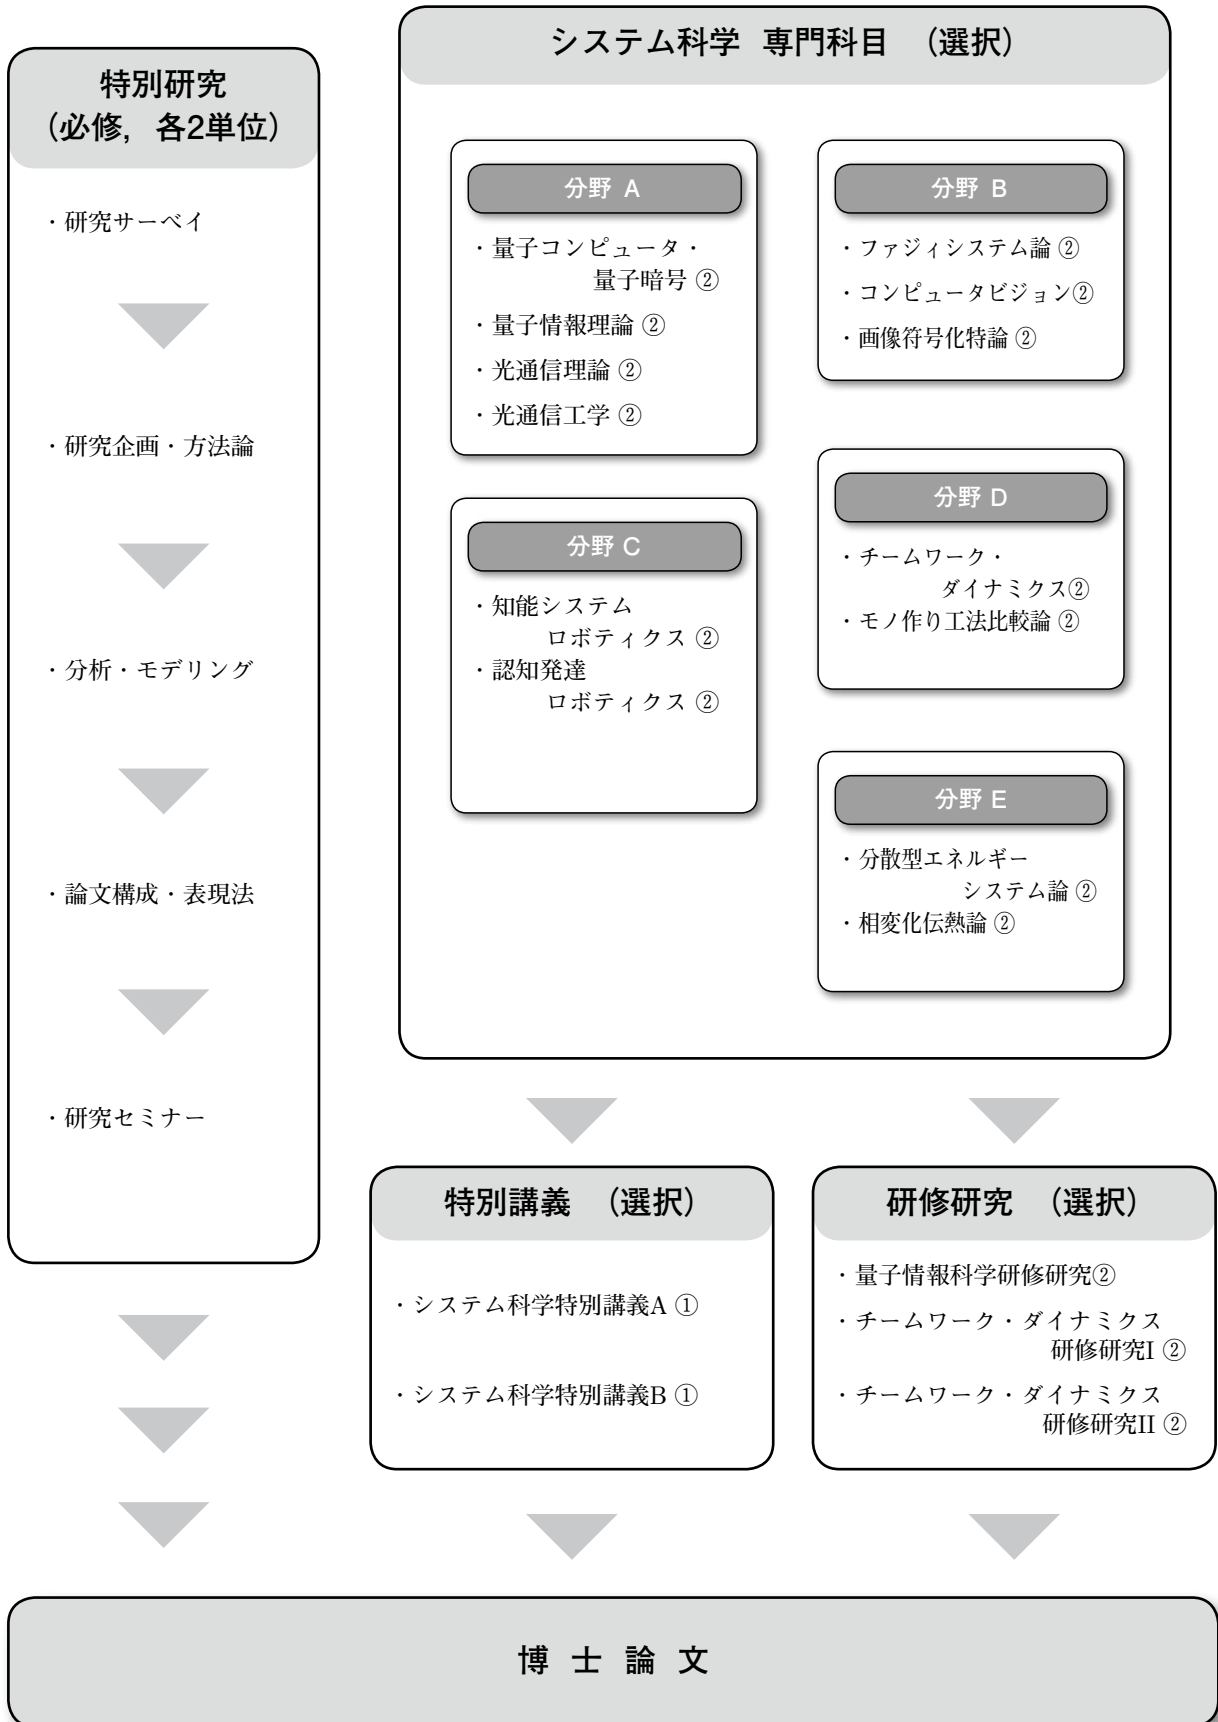 特別研究
（必修，各2単位）
・研究サーベイ
・研究企画・方法論
・分析・モデリング
・論文構成・表現法
・研究セミナー
システム科学 専門科目 （選択）
分野 A
・量子コンピュータ・
量子暗号 ②
・量子情報理論 ②
・光通信理論 ②
・光通信工学 ②
分野 B
・ファジィシステム論 ②
・コンピュータビジョン②
・画像符号化特論 ②
分野 C
・知能システム
ロボティクス ②
・認知発達
ロボティクス ②
分野 D
・チームワーク・
ダイナミクス②
・モノ作り工法比較論 ②
分野 E
・分散型エネルギー
システム論 ②
・相変化伝熱論 ②
特別講義 （選択）
・システム科学特別講義A ①
・システム科学特別講義B ①
研修研究 （選択）
・量子情報科学研修研究②
・チームワーク・ダイナミクス
研修研究I ②
・チームワーク・ダイナミクス
研修研究II ②
博 士 論 文